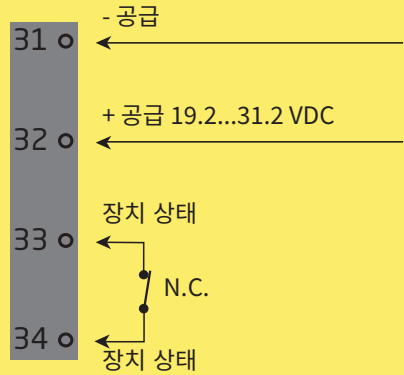 - 공급
31
+ 공급 19.2...31.2 VDC
32
장치 상태
33
N.C.
34
장치 상태